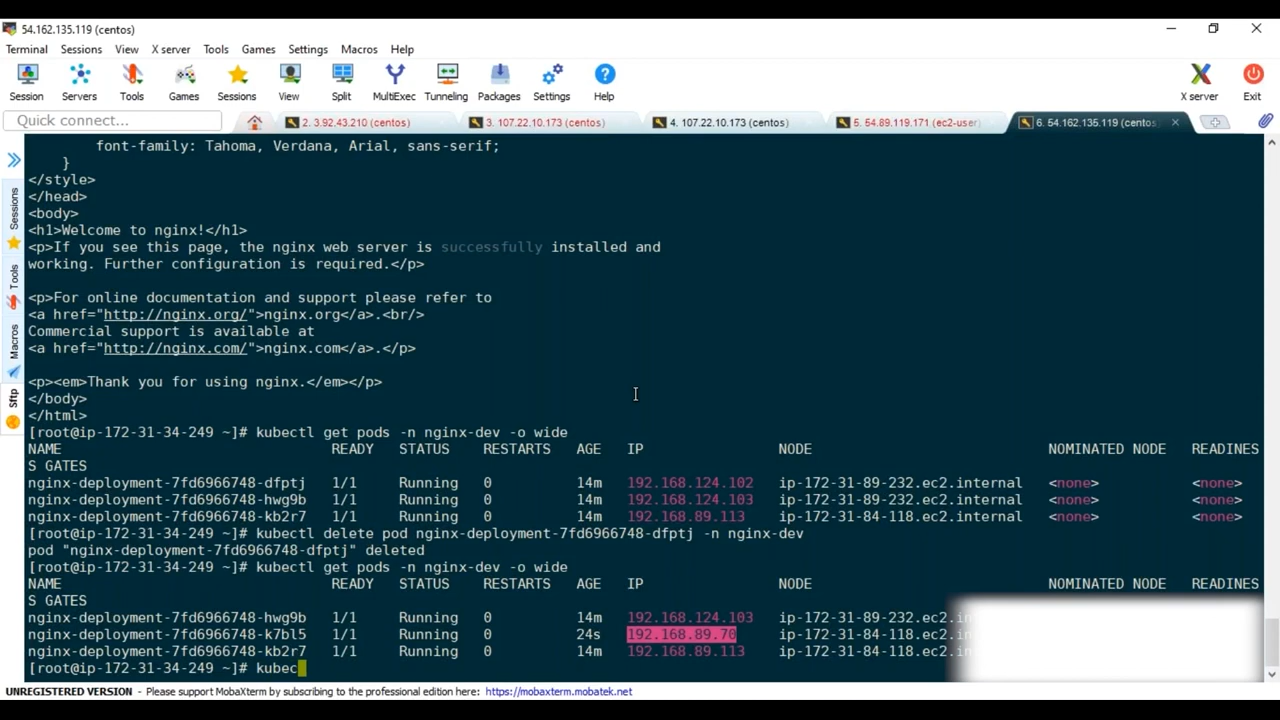 54.162.135.119 (centos)
Terminal Sessions View X server Tools Games Settings Macros Help
Session Servers Tools Games Sessions View Split MultiExec Tunneling Packages Settings Help X server Exit
Quick connect... 2. 3.92.43.210 (centos) 3. 107.22.10.173 (centos) 4. 107.22.10.173 (centos) 5. 54.89.119.171 (ec2-user) 6. 54.162.135.119 (centos
Sessions
Tools
Macros
Sftp
font-family: Tahoma, Verdana, Arial, sans-serif;
}
</style>
</head>
<body>
<h1>Welcome to nginx!</h1>
<p>If you see this page, the nginx web server is successfully installed and
working. Further configuration is required.</p>
<p>For online documentation and support please refer to
<a href="http://nginx.org/">nginx.org</a>.<br/>
Commercial support is available at
<a href="http://nginx.com/">nginx.com</a>.</p>
<p><em>Thank you for using nginx.</em></p>
</body>
</html>
[root@ip-172-31-34-249 ~]# kubectl get pods -n nginx-dev -o wide
NAME READY STATUS RESTARTS AGE IP NODE NOMINATED NODE READINES
S GATES
nginx-deployment-7fd6966748-dfptj 1/1 Running 0 14m 192.168.124.102 ip-172-31-89-232.ec2.internal <none> <none>
nginx-deployment-7fd6966748-hwg9b 1/1 Running 0 14m 192.168.124.103 ip-172-31-89-232.ec2.internal <none> <none>
nginx-deployment-7fd6966748-kb2r7 1/1 Running 0 14m 192.168.89.113 ip-172-31-84-118.ec2.internal <none> <none>
[root@ip-172-31-34-249 ~]# kubectl delete pod nginx-deployment-7fd6966748-dfptj -n nginx-dev
pod "nginx-deployment-7fd6966748-dfptj" deleted
[root@ip-172-31-34-249 ~]# kubectl get pods -n nginx-dev -o wide
NAME READY STATUS RESTARTS AGE IP NODE NOMINATED NODE READINES
S GATES
nginx-deployment-7fd6966748-hwg9b 1/1 Running 0 14m 192.168.124.103 ip-172-31-89-232.ec2.in
nginx-deployment-7fd6966748-k7bl5 1/1 Running 0 24s 192.168.89.70 ip-172-31-84-118.ec2
nginx-deployment-7fd6966748-kb2r7 1/1 Running 0 14m 192.168.89.113 ip-172-31-84-118.ec2
[root@ip-172-31-34-249 ~]# kubec
UNREGISTERED VERSION - Please support MobaXterm by subscribing to the professional edition here: https://mobaxterm.mobatek.net